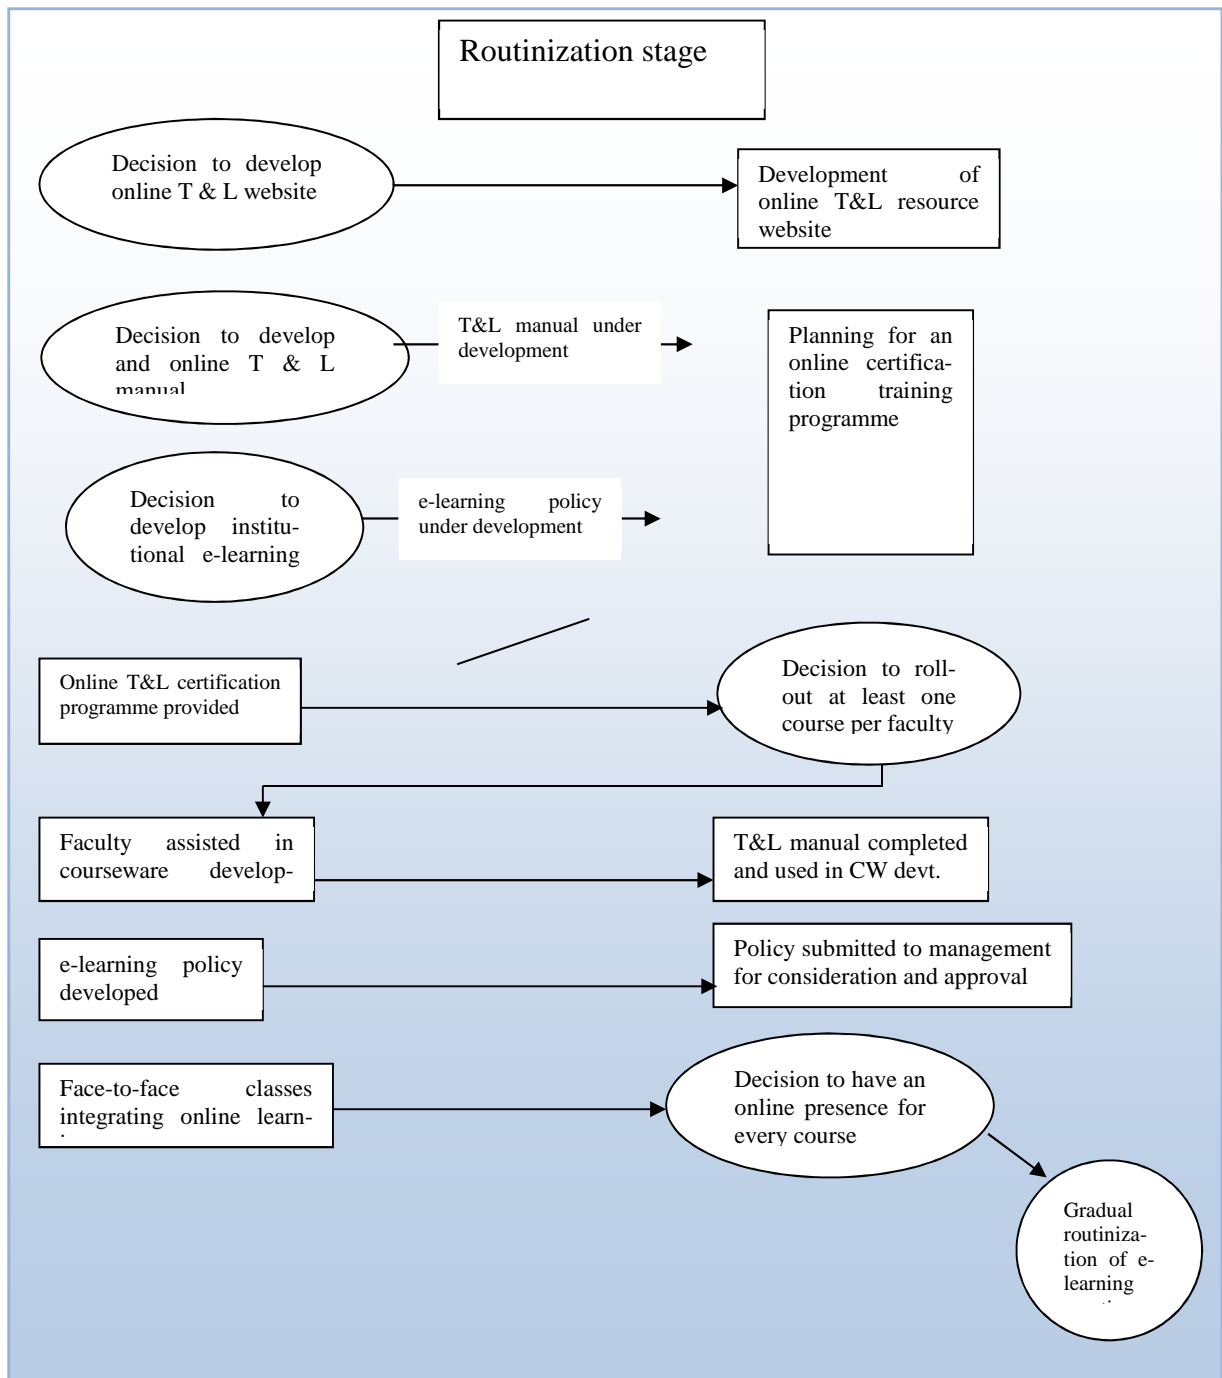 Routinization stage
Decision to develop
online T & L website
Development of
online T&L resource
website
Decision to develop
and online T & L
manual
T&L manual under
development
Planning for an
online certifica-
tion training
programme
Decision to
develop institu-
tional e-learning
e-learning policy
under development
Online T&L certification
programme provided
Decision to roll-
out at least one
course per faculty
Faculty assisted in
courseware develop-
T&L manual completed
and used in CW devt.
e-learning policy
developed
Policy submitted to management
for consideration and approval
Face-to-face classes
integrating online learn-
Decision to have an
online presence for
every course
Gradual
routiniza-
tion of e-
learning